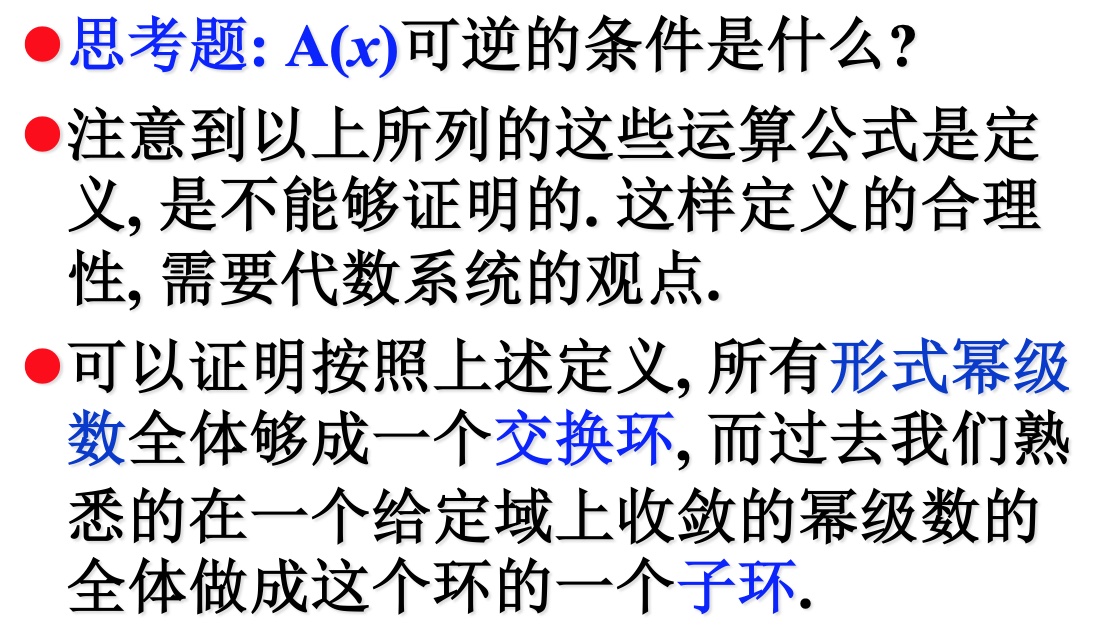 ●思考题: A(x)可逆的条件是什么?
●注意到以上所列的这些运算公式是定
义, 是不能够证明的. 这样定义的合理
性, 需要代数系统的观点.
●可以证明按照上述定义, 所有形式幂级
数全体够成一个交换环, 而过去我们熟
悉的在一个给定域上收敛的幂级数的
全体做成这个环的一个子环.